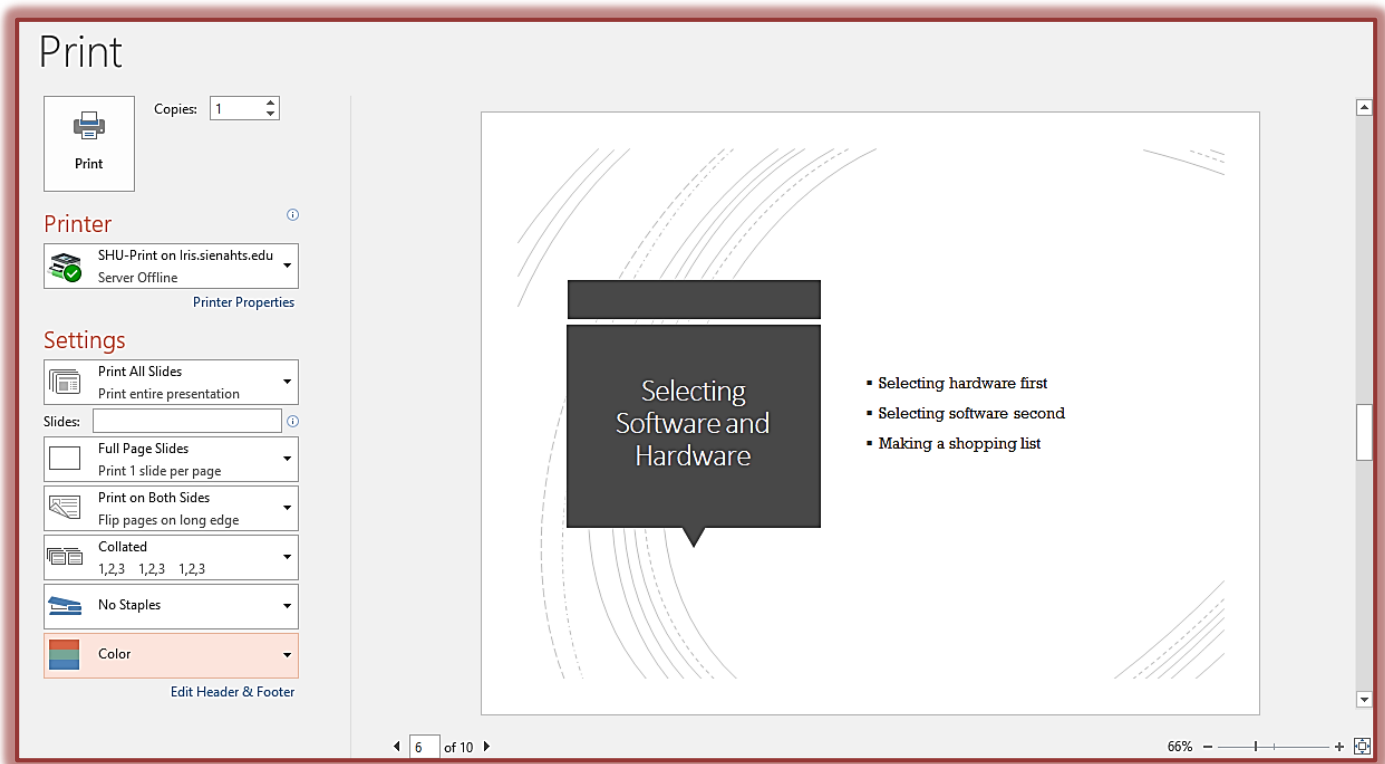 Print
Copies: 1
Print
Printer
SHU-Print on Iris.sienahts.edu
Server Offline
Printer Properties
Settings
Print All Slides
Print entire presentation
Slides:
Full Page Slides
Print 1 slide per page
Print on Both Sides
Flip pages on long edge
Collated
1,2,3 1,2,3 1,2,3
No Staples
Color
Edit Header & Footer
Selecting
Software and
Hardware
▪ Selecting hardware first
▪ Selecting software second
▪ Making a shopping list
6 of 10
66%